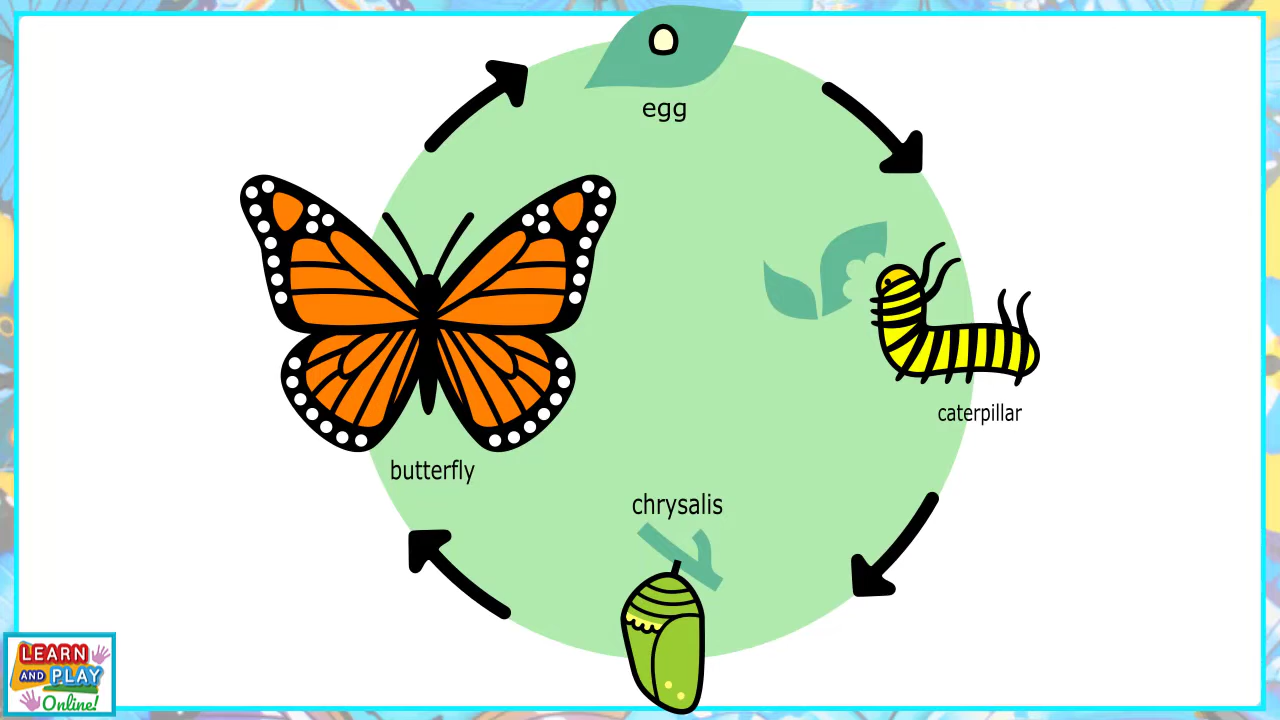 egg
caterpillar
chrysalis
butterfly
LEARN
AND PLAY
Online!